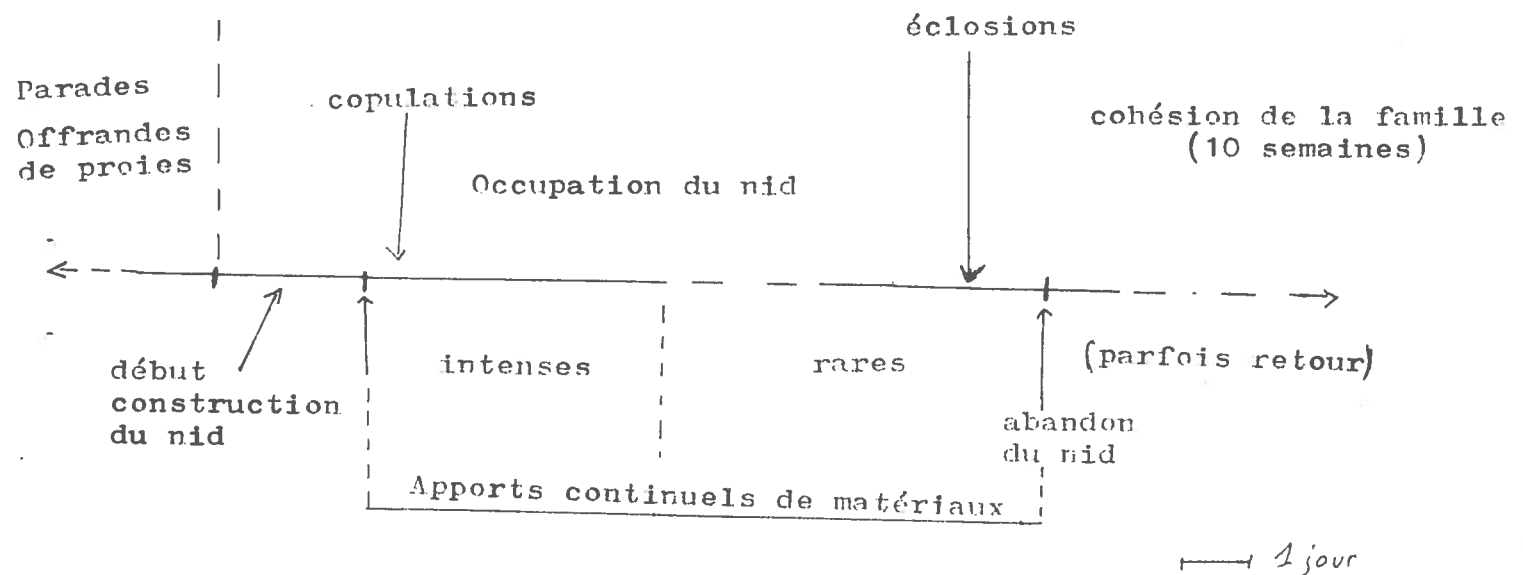 éclosions
Parades
Offrandes
de proies
copulations
cohésion de la famille
(10 semaines)
Occupation du nid
début
construction
du nid
intenses
rares
(parfois retour)
abandon
du nid
Apports continuels de matériaux
1 jour